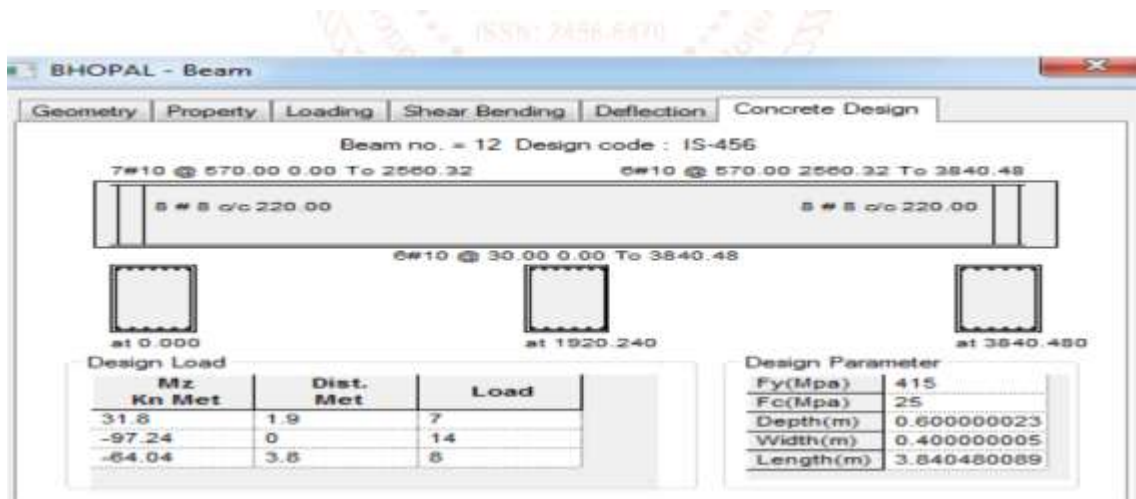 ISSN: 2456-6470
BHOPAL - Beam
Geometry Property Loading Shear Bending Deflection Concrete Design
Beam no. = 12 Design code : IS-456
7#10 @ 570.00 0.00 To 2560.32 6#10 @ 570.00 2560.32 To 3840.48
8 # 8 c/c 220.00 8 # 8 c/c 220.00
6#10 @ 30.00 0.00 To 3840.48
at 0.000 at 1920.240 at 3840.480
Design Load Design Parameter
Mz Kn Met Dist. Met Load
31.8 1.9 7
-97.24 0 14
-64.04 3.8 8
Fy(Mpa) 415
Fc(Mpa) 25
Depth(m) 0.600000023
Width(m) 0.400000005
Length(m) 3.840480089